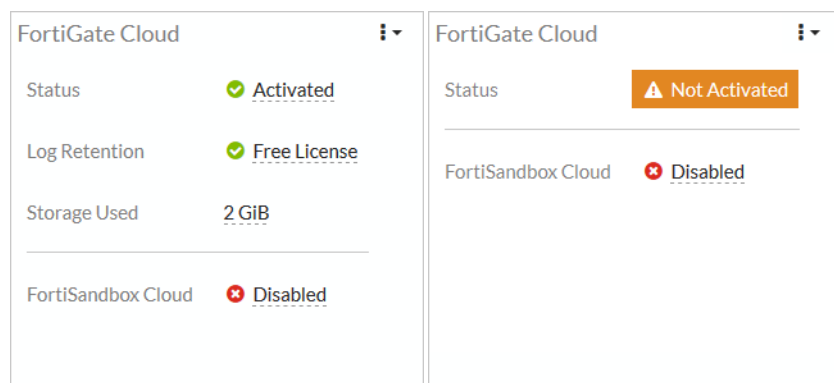 FortiGate Cloud
Status
Activated
Log Retention
Free License
Storage Used
2 GiB
FortiSandbox Cloud
Disabled
FortiGate Cloud
Status
Not Activated
FortiSandbox Cloud
Disabled